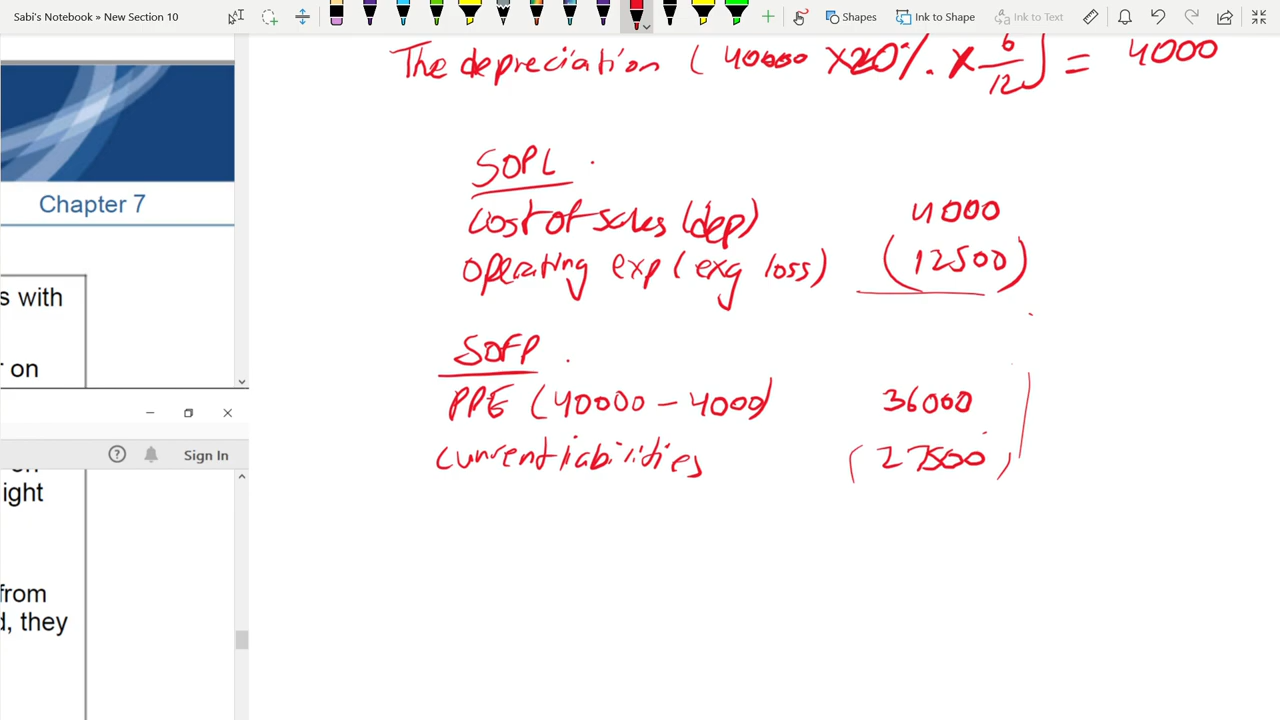 Sabi's Notebook » New Section 10
Shapes
Ink to Shape
Ink to Text
The depreciation (40000 x 20% x 6/12) = 4000
SOPL
Chapter 7
Cost of sales (dep) 4000
operating exp (exg loss) (12500)
s with
SOFP
r on
PPE (40000 - 4000) 36000
Sign In
current liabilities (27500)
ight
from
d, they